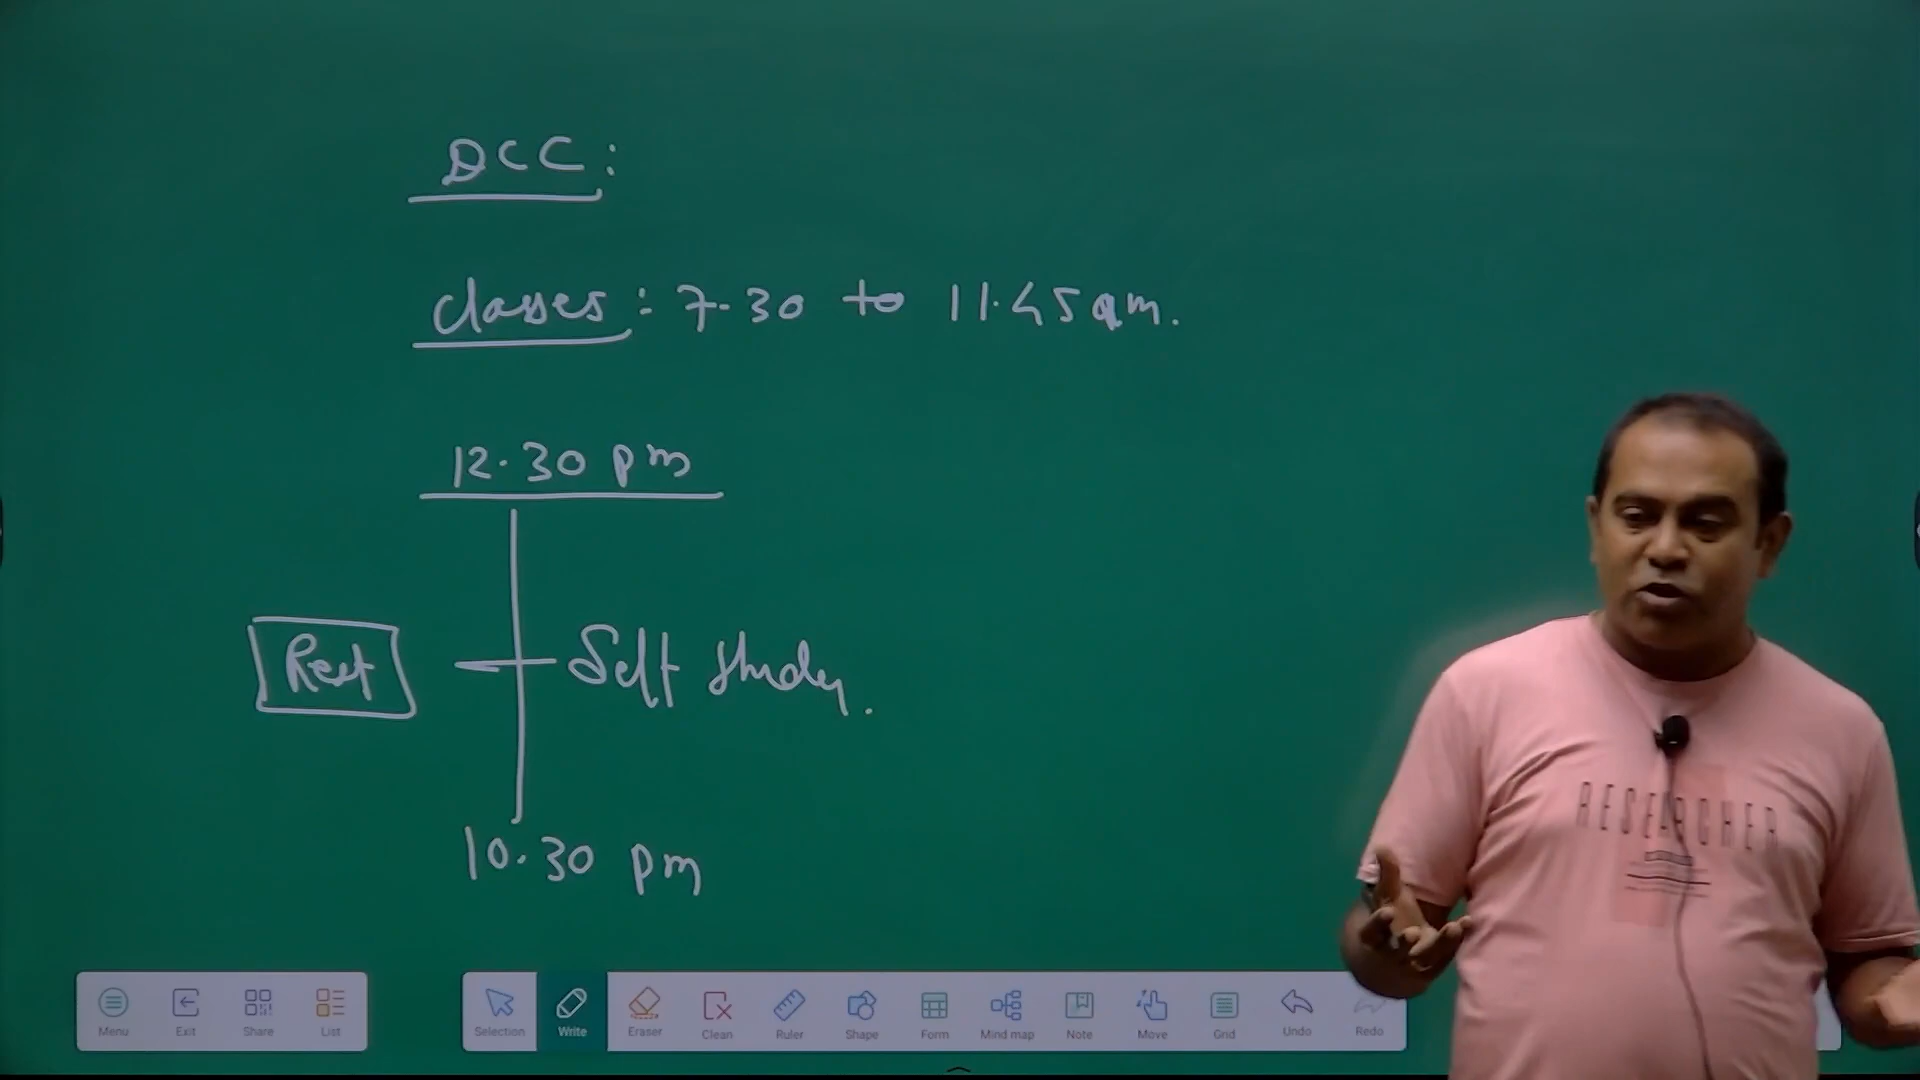 DCC:
classes: 7.30 to 11.45 am.
12.30 pm
Rest
Self study.
10.30 pm
RESEARCHER
Menu
Exit
Share
List
Selection
Write
Eraser
Clean
Ruler
Shape
Form
Mind map
Note
Move
Grid
Undo
Redo